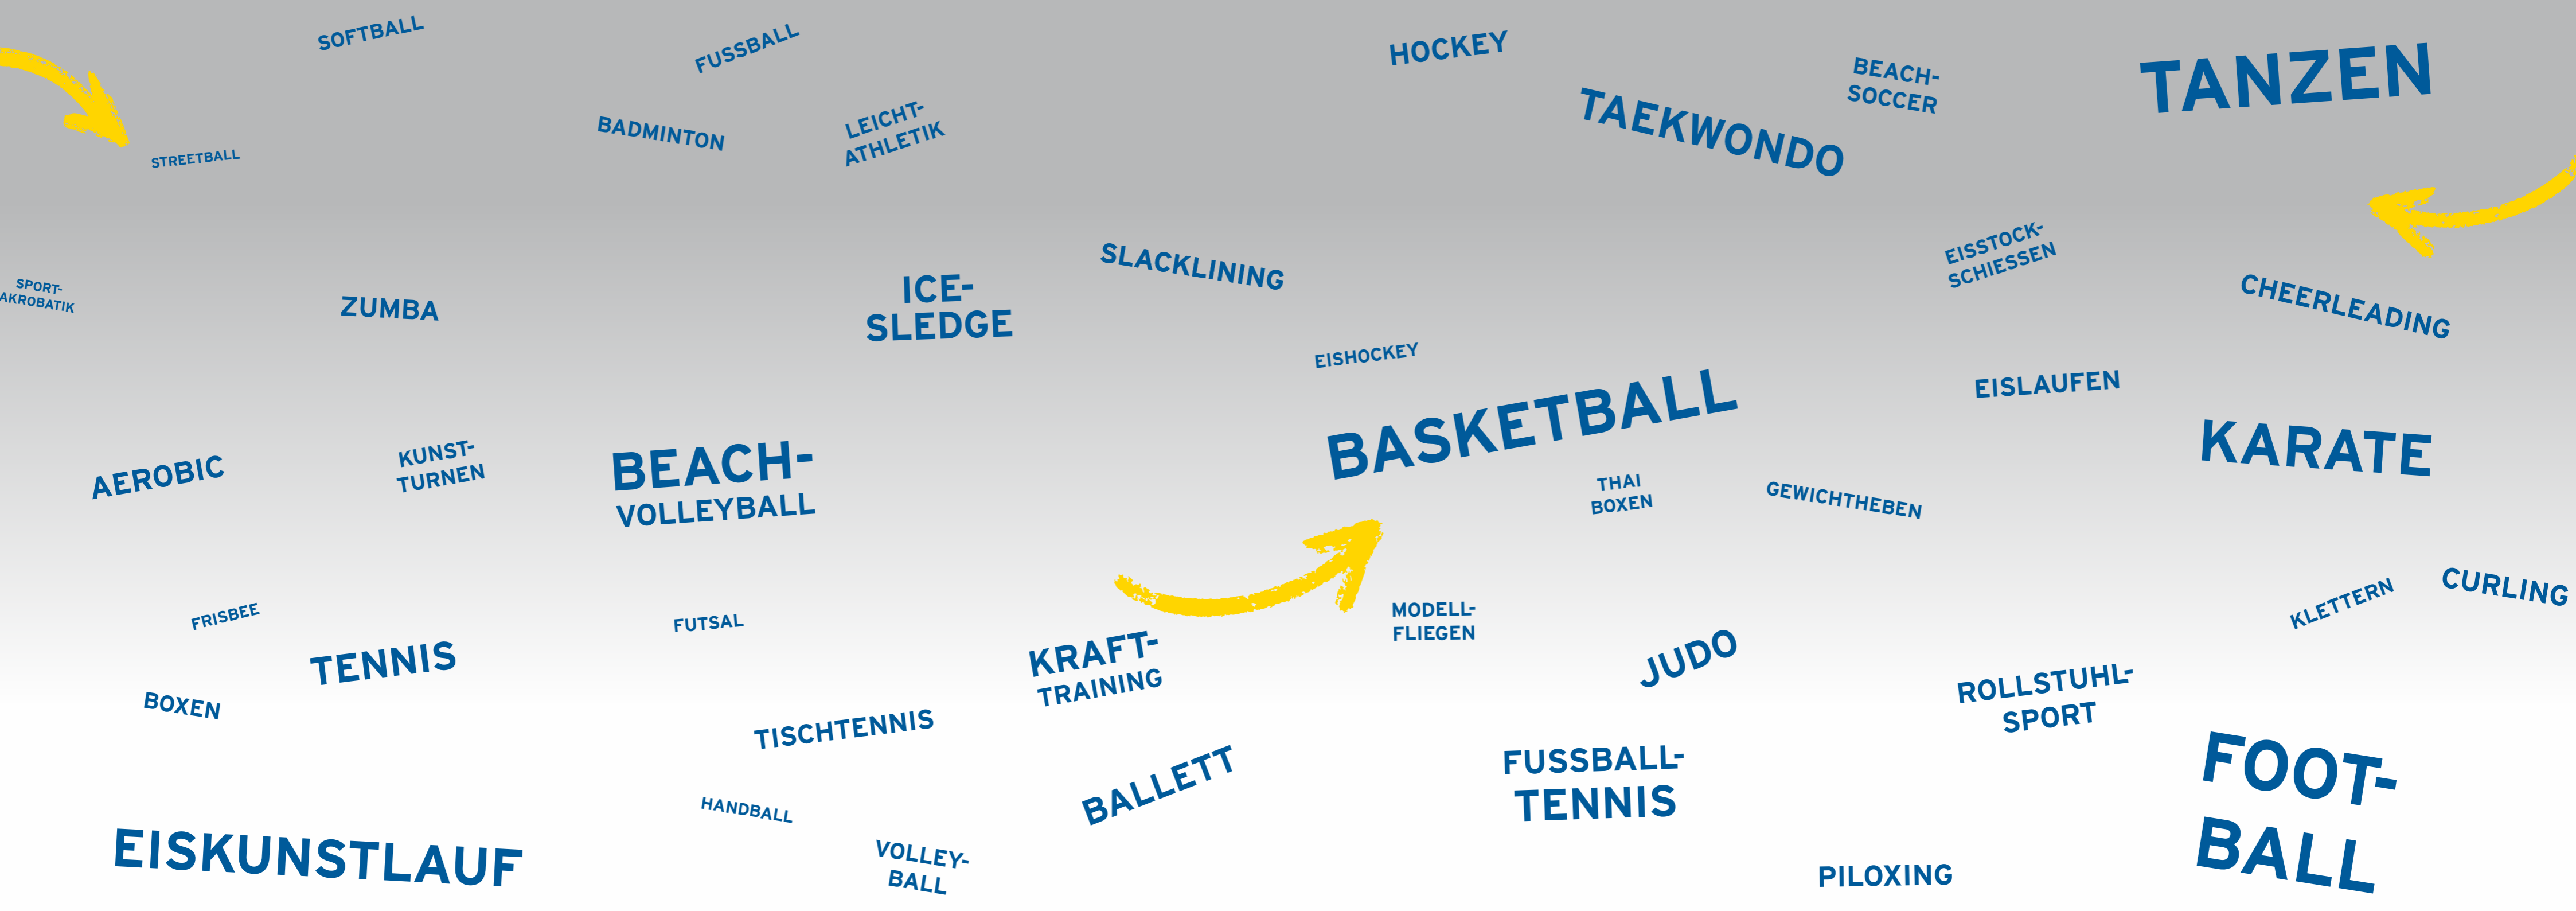 SOFTBALL
FUSSBALL
HOCKEY
TANZEN
BEACH-
SOCCER
TAEKWONDO
BADMINTON
LEICHT-
ATHLETIK
STREETBALL
SLACKLINING
EISSTOCK-
SCHIESSEN
SPORT-
AKROBATIK
ZUMBA
ICE-
SLEDGE
CHEERLEADING
EISHOCKEY
EISLAUFEN
BASKETBALL
KARATE
AEROBIC
KUNST-
TURNEN
BEACH-
VOLLEYBALL
THAI
BOXEN
GEWICHTHEBEN
CURLING
KLETTERN
FRISBEE
FUTSAL
MODELL-
FLIEGEN
TENNIS
KRAFT-
TRAINING
JUDO
ROLLSTUHL-
SPORT
BOXEN
TISCHTENNIS
BALLETT
FUSSBALL-
TENNIS
FOOT-
BALL
HANDBALL
EISKUNSTLAUF
VOLLEY-
BALL
PILOXING